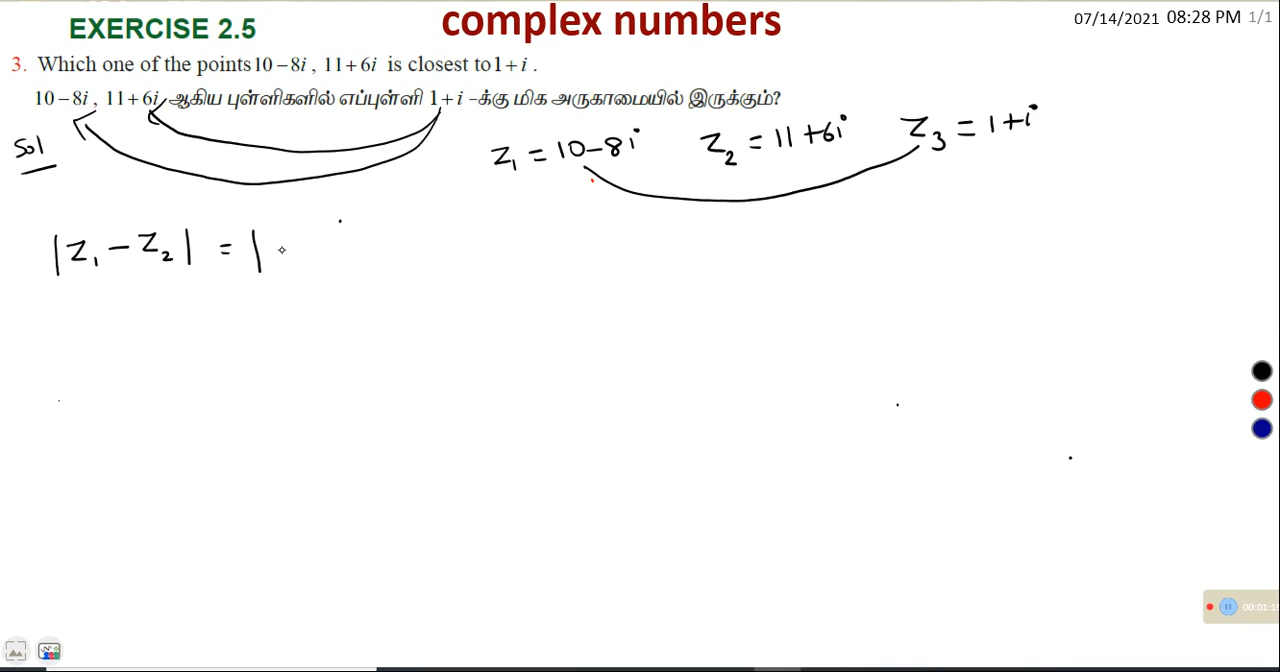 complex numbers
07/14/2021 08:28 PM 1/1
EXERCISE 2.5
3. Which one of the points 10 – 8i , 11 + 6i is closest to 1 + i .
10 – 8i , 11 + 6i ஆகிய புள்ளிகளில் எப்புள்ளி 1 + i -க்கு மிக அருகாமையில் இருக்கும்?
Sol
z₁ = 10 – 8i z₂ = 11 + 6i z₃ = 1 + i
|z₁ – z₂| = |